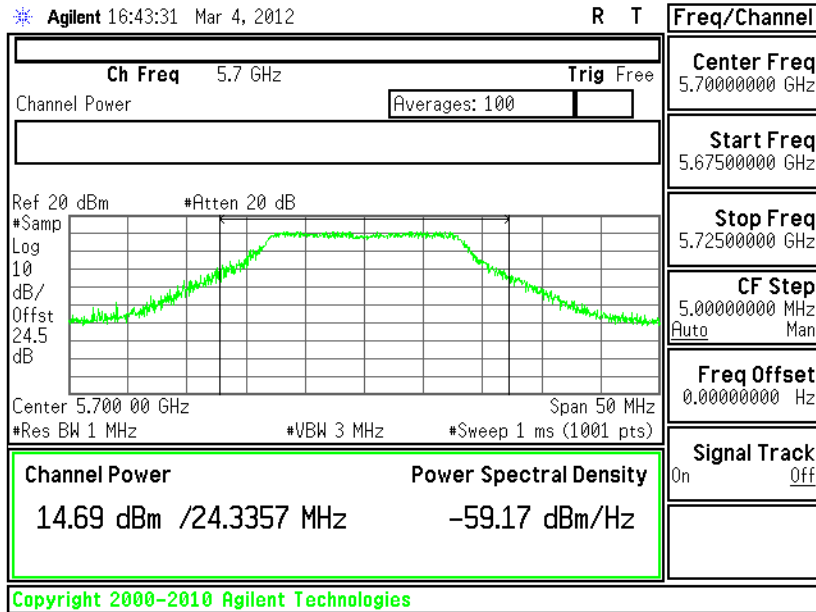 Agilent 16:43:31 Mar 4, 2012 R T
Freq/Channel
Ch Freq 5.7 GHz Trig Free
Channel Power Averages: 100
Center Freq
5.70000000 GHz
Start Freq
5.67500000 GHz
Stop Freq
5.72500000 GHz
CF Step
5.00000000 MHz
Auto Man
Freq Offset
0.00000000 Hz
Signal Track
On Off
Ref 20 dBm #Atten 20 dB
#Samp
Log
10
dB/
Offst
24.5
dB
Center 5.700 00 GHz Span 50 MHz
#Res BW 1 MHz #VBW 3 MHz #Sweep 1 ms (1001 pts)
Channel Power Power Spectral Density
14.69 dBm /24.3357 MHz -59.17 dBm/Hz
Copyright 2000-2010 Agilent Technologies